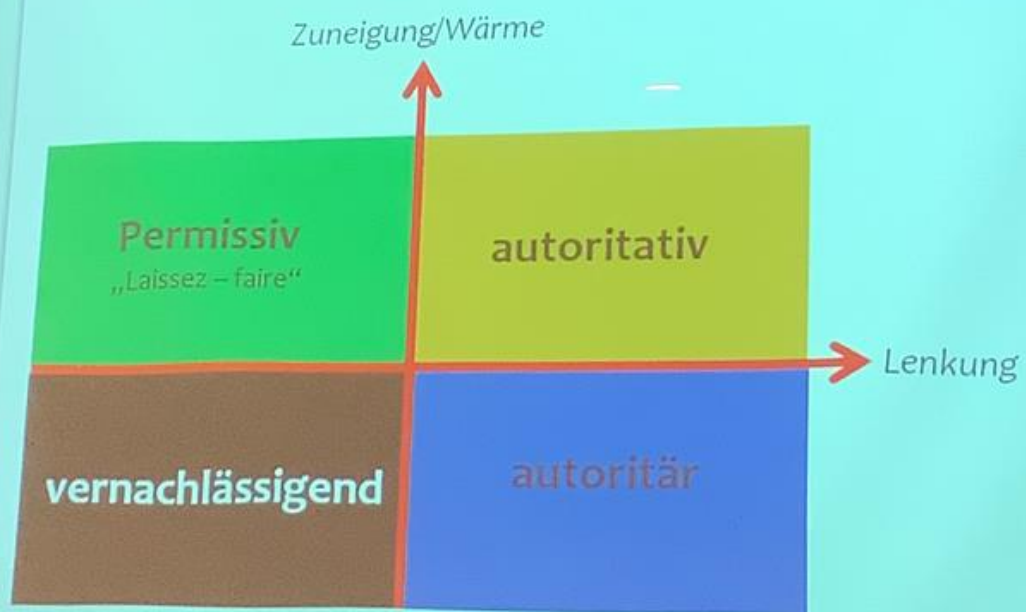 Zuneigung/Wärme
Permissiv
„Laissez – faire“
autoritativ
Lenkung
vernachlässigend
autoritär